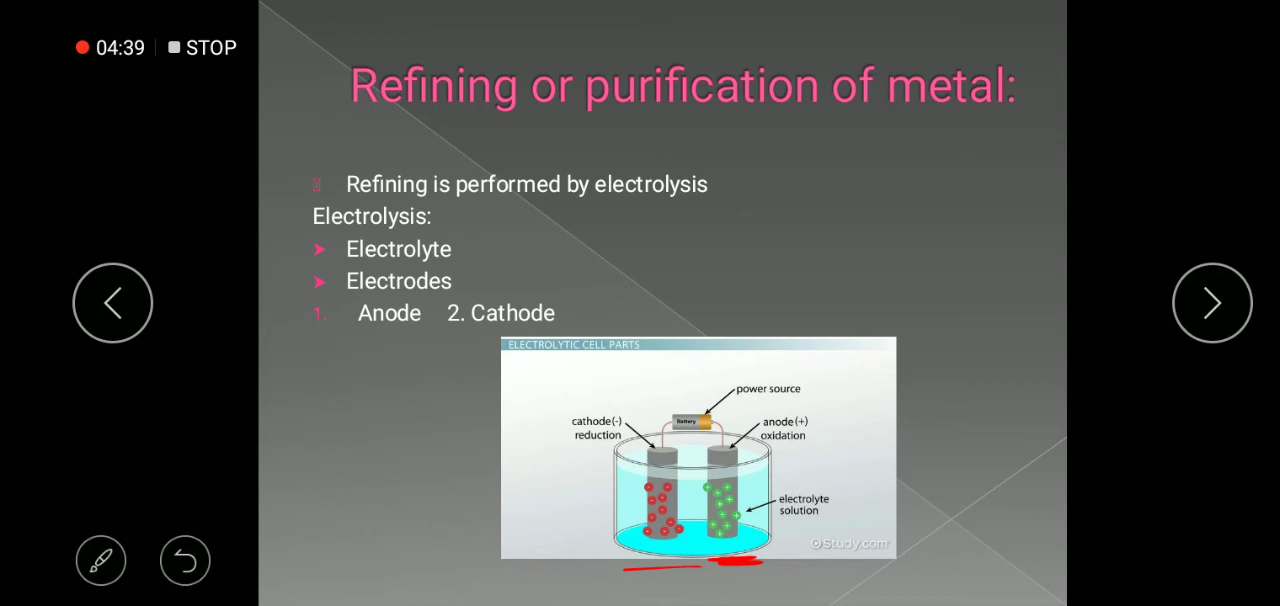 04:39 STOP
Refining or purification of metal:
Refining is performed by electrolysis
Electrolysis:
Electrolyte
Electrodes
1. Anode 2. Cathode
ELECTROLYTIC CELL PARTS
power source
cathode(-)
reduction
Battery
anode(+)
oxidation
electrolyte
solution
Study.com